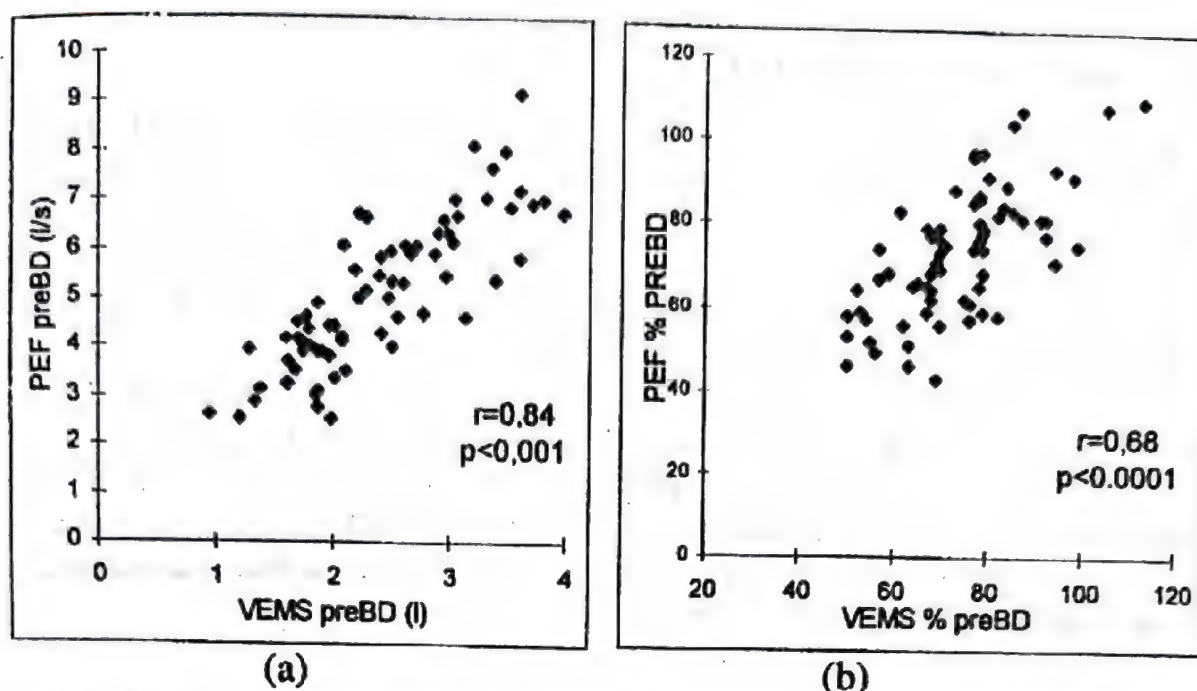 10
9
8
7
6
5
4
3
2
1
0
PEF preBD (l/s)
r=0,84
p<0,001
0 1 2 3 4
VEMS preBD (l)
(a)
120
100
80
60
40
20
0
PEF % PREBD
r=0,68
p<0.0001
20 40 60 80 100 120
VEMS % preBD
(b)